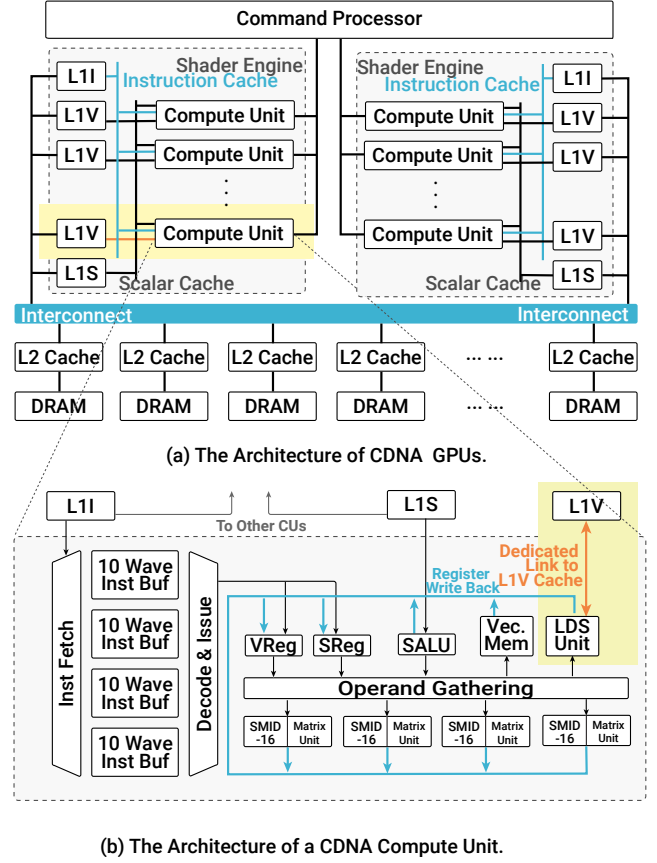 Command Processor
Shader Engine
Shader Engine
L1I
Instruction Cache
Instruction Cache
L1I
L1V
Compute Unit
Compute Unit
L1V
L1V
Compute Unit
Compute Unit
L1V
L1V
Compute Unit
Compute Unit
L1V
L1S
Scalar Cache
Scalar Cache
L1S
Interconnect
Interconnect
L2 Cache
L2 Cache
L2 Cache
L2 Cache
... ...
L2 Cache
DRAM
DRAM
DRAM
DRAM
... ...
DRAM
(a) The Architecture of CDNA GPUs.
L1I
L1S
L1V
To Other CUs
Dedicated
Link to
L1V Cache
Inst Fetch
10 Wave
Inst Buf
10 Wave
Inst Buf
10 Wave
Inst Buf
10 Wave
Inst Buf
Decode & Issue
Register
Write Back
VReg
SReg
SALU
Vec.
Mem
LDS
Unit
Operand Gathering
SMID
-16
Matrix
Unit
SMID
-16
Matrix
Unit
SMID
-16
Matrix
Unit
SMID
-16
Matrix
Unit
(b) The Architecture of a CDNA Compute Unit.